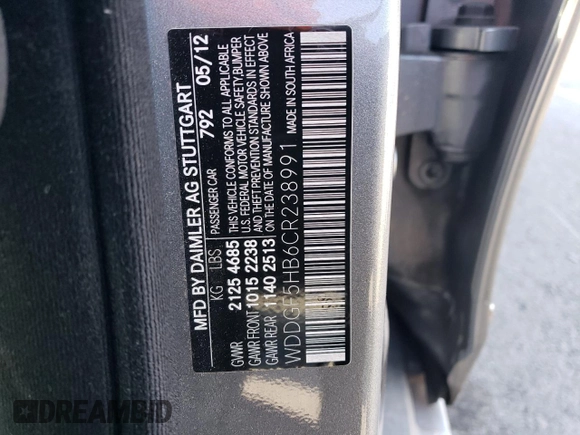 MFD BY DAIMLER AG STUTTGART
PASSENGER CAR 792 05/12
KG LBS
GVWR 2125 4685
GAWR FRONT 1015 2238
GAWR REAR 1140 2513
THIS VEHICLE CONFORMS TO ALL APPLICABLE
U.S. FEDERAL MOTOR VEHICLE SAFETY, BUMPER
AND THEFT PREVENTION STANDARDS IN EFFECT
ON THE DATE OF MANUFACTURE SHOWN ABOVE
WDDGF5HB6CR238991
MADE IN SOUTH AFRICA
DREAMBID